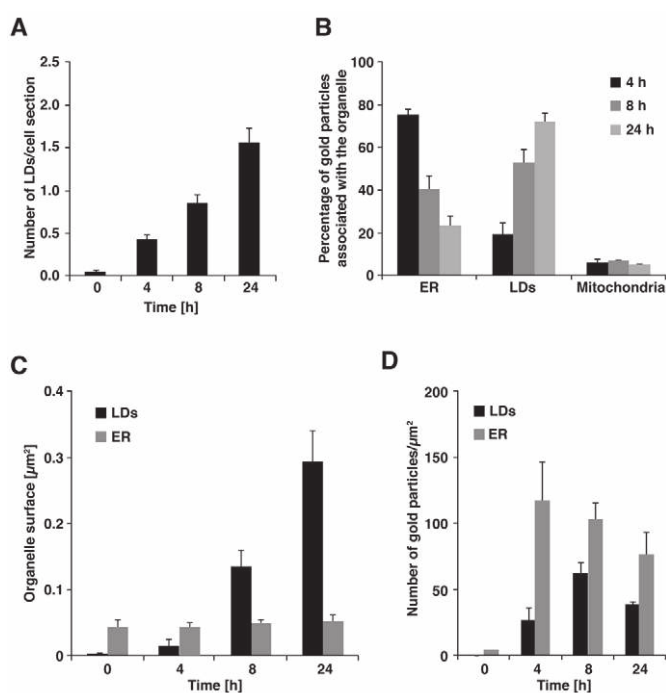 A
Number of LDs/cell section
2.5
2.0
1.5
1.0
0.5
0.0
0 4 8 24
Time [h]
B
Percentage of gold particles
associated with the organelle
100
80
60
40
20
0
4 h
8 h
24 h
ER LDs Mitochondria
C
Organelle surface [µm²]
0.4
0.3
0.2
0.1
0
LDs
ER
0 4 8 24
Time [h]
D
Number of gold particles/µm²
200
150
100
50
0
LDs
ER
0 4 8 24
Time [h]